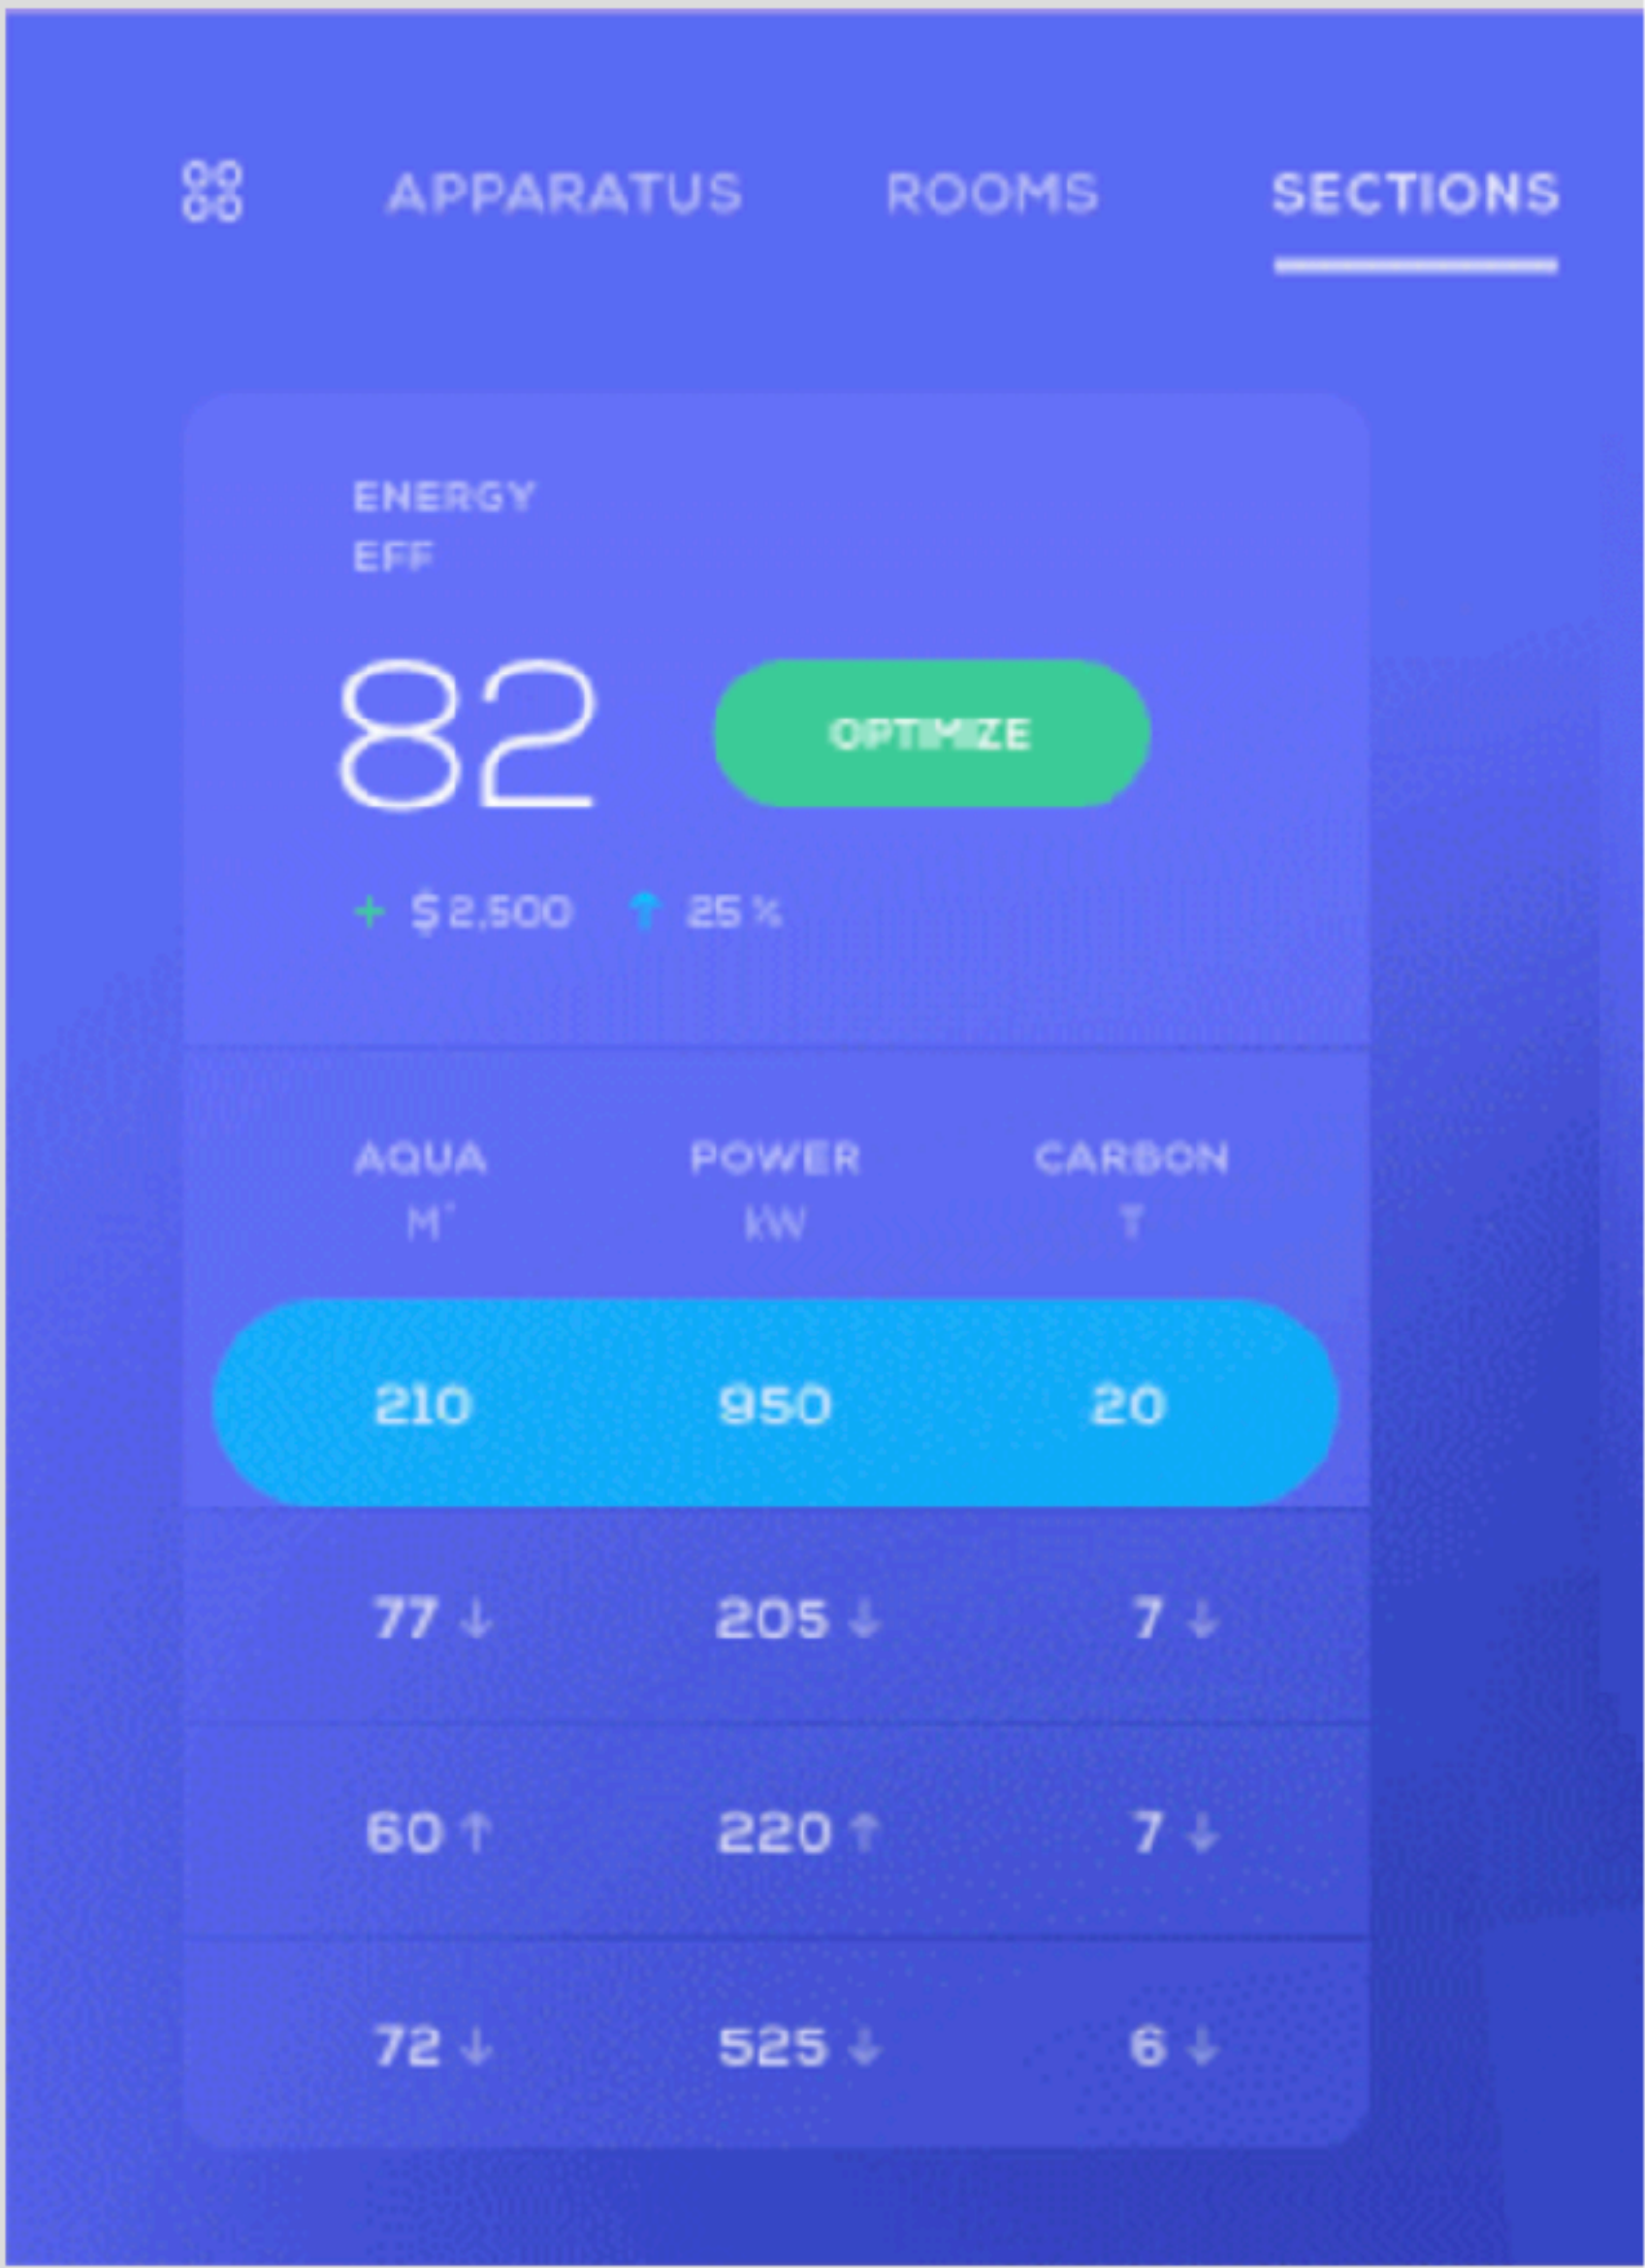 APPARATUS ROOMS SECTIONS
ENERGY
EFF
82 OPTIMIZE
+ $2,500 ↑ 25%
AQUA POWER CARBON
M kW T
210 950 20
77 ↓ 205 ↓ 7 ↓
60 ↑ 220 ↑ 7 ↓
72 ↓ 525 ↓ 6 ↓